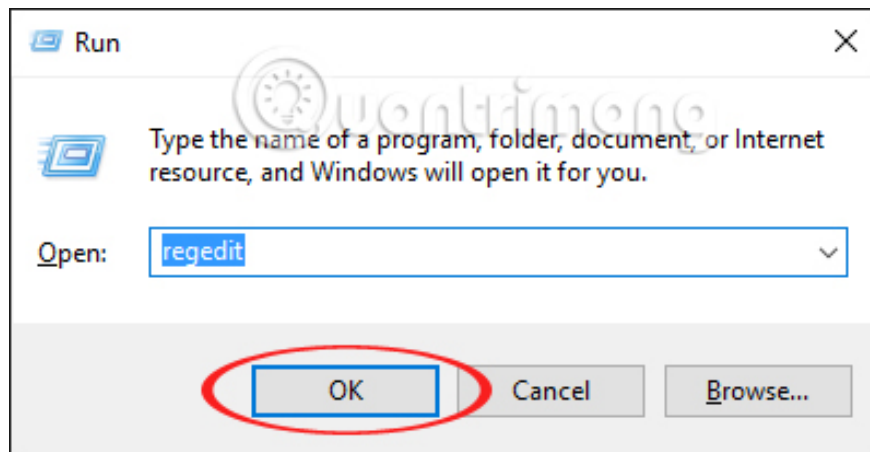 Run
Quantrimang
Type the name of a program, folder, document, or Internet
resource, and Windows will open it for you.
Open:
regedit
OK
Cancel
Browse...